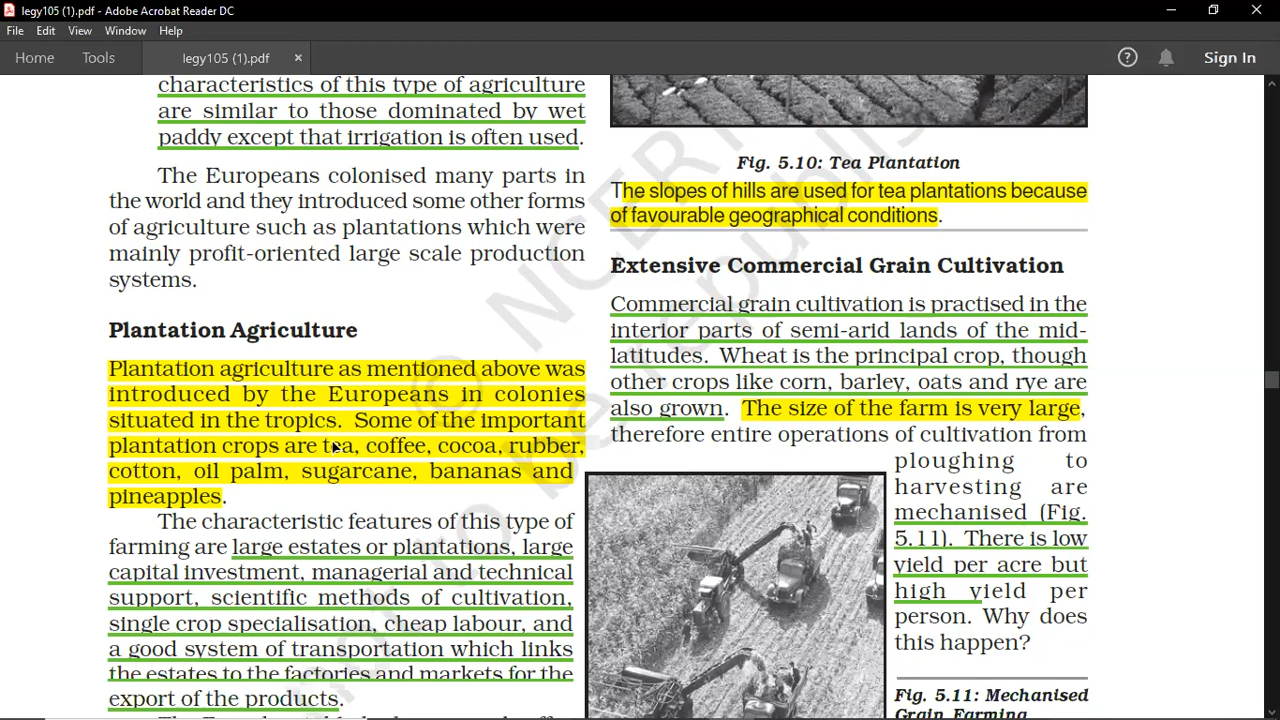 legy105 (1).pdf - Adobe Acrobat Reader DC
File Edit View Window Help
Home Tools legy105 (1).pdf × ? Sign In
characteristics of this type of agriculture
are similar to those dominated by wet
paddy except that irrigation is often used.
The Europeans colonised many parts in
the world and they introduced some other forms
of agriculture such as plantations which were
mainly profit-oriented large scale production
systems.
Plantation Agriculture
Plantation agriculture as mentioned above was
introduced by the Europeans in colonies
situated in the tropics. Some of the important
plantation crops are tea, coffee, cocoa, rubber,
cotton, oil palm, sugarcane, bananas and
pineapples.
The characteristic features of this type of
farming are large estates or plantations, large
capital investment, managerial and technical
support, scientific methods of cultivation,
single crop specialisation, cheap labour, and
a good system of transportation which links
the estates to the factories and markets for the
export of the products.
Fig. 5.10: Tea Plantation
The slopes of hills are used for tea plantations because
of favourable geographical conditions.
Extensive Commercial Grain Cultivation
Commercial grain cultivation is practised in the
interior parts of semi-arid lands of the mid-
latitudes. Wheat is the principal crop, though
other crops like corn, barley, oats and rye are
also grown. The size of the farm is very large,
therefore entire operations of cultivation from
ploughing to
harvesting are
mechanised (Fig.
5.11). There is low
yield per acre but
high yield per
person. Why does
this happen?
Fig. 5.11: Mechanised
Grain Farming
© NCERT
not to be republis